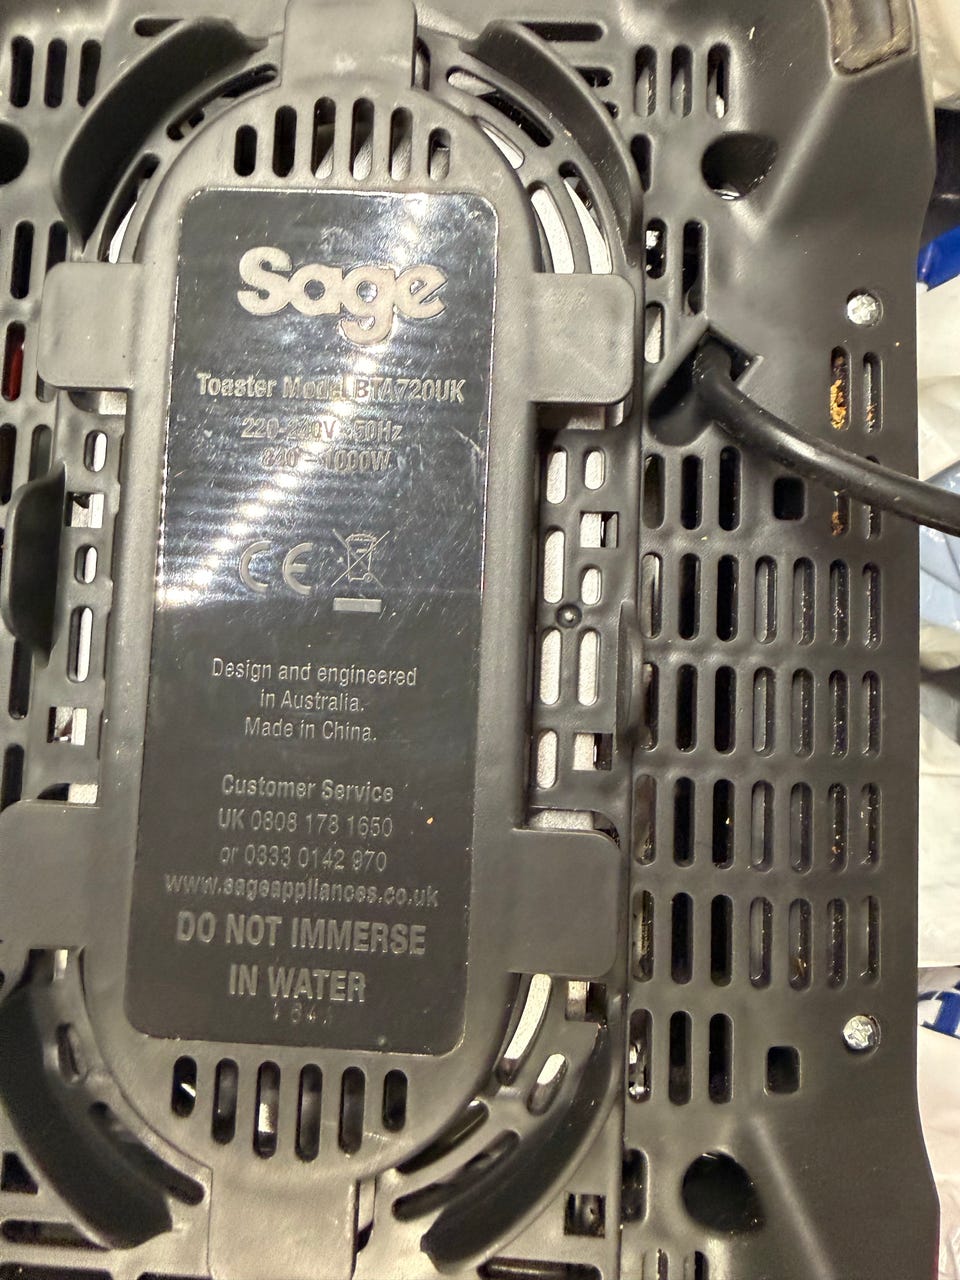 Sage
Toaster Model BTA720UK
220-240V 50Hz
1000W
CE
Design and engineered
in Australia.
Made in China.
Customer Service
UK 0808 178 1650
or 0333 0142 970
www.sageappliances.co.uk
DO NOT IMMERSE
IN WATER